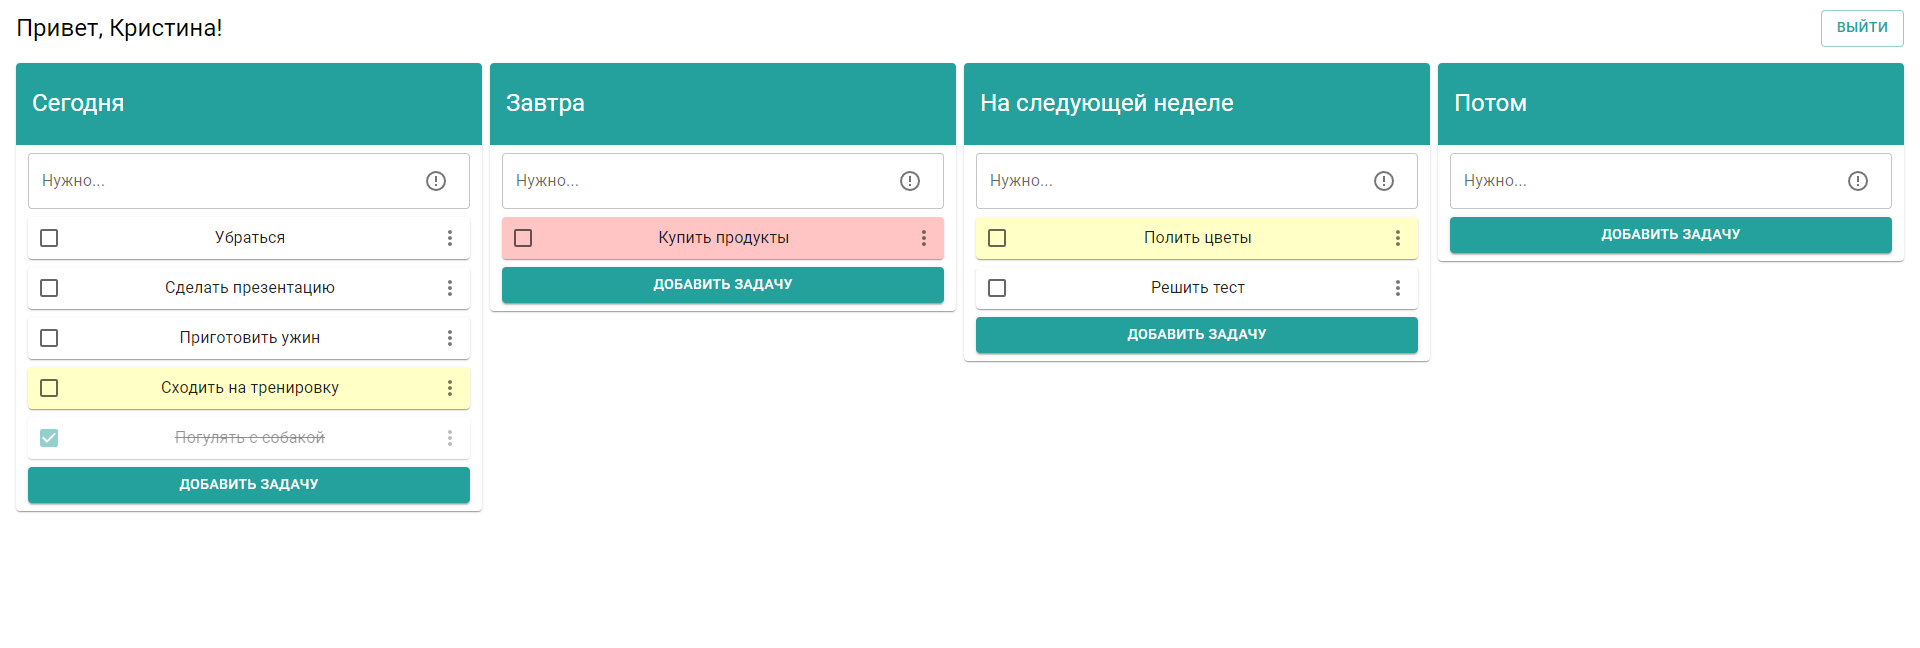 Привет, Кристина!
ВЫЙТИ
Сегодня
Нужно...
Убраться
Сделать презентацию
Приготовить ужин
Сходить на тренировку
Погулять с собакой
ДОБАВИТЬ ЗАДАЧУ
Завтра
Нужно...
Купить продукты
ДОБАВИТЬ ЗАДАЧУ
На следующей неделе
Нужно...
Полить цветы
Решить тест
ДОБАВИТЬ ЗАДАЧУ
Потом
Нужно...
ДОБАВИТЬ ЗАДАЧУ